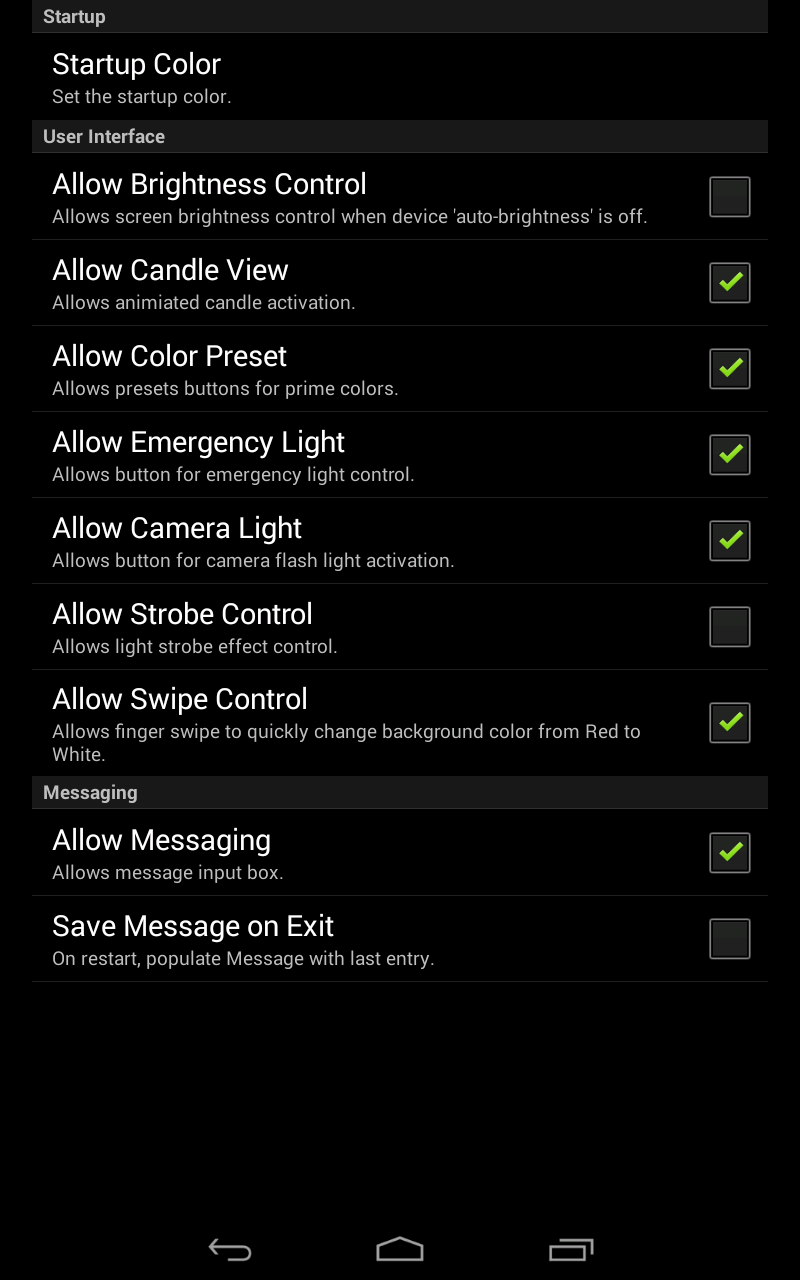 Startup
Startup Color
Set the startup color.
User Interface
Allow Brightness Control
Allows screen brightness control when device 'auto-brightness' is off.
Allow Candle View
Allows animiated candle activation.
Allow Color Preset
Allows presets buttons for prime colors.
Allow Emergency Light
Allows button for emergency light control.
Allow Camera Light
Allows button for camera flash light activation.
Allow Strobe Control
Allows light strobe effect control.
Allow Swipe Control
Allows finger swipe to quickly change background color from Red to
White.
Messaging
Allow Messaging
Allows message input box.
Save Message on Exit
On restart, populate Message with last entry.